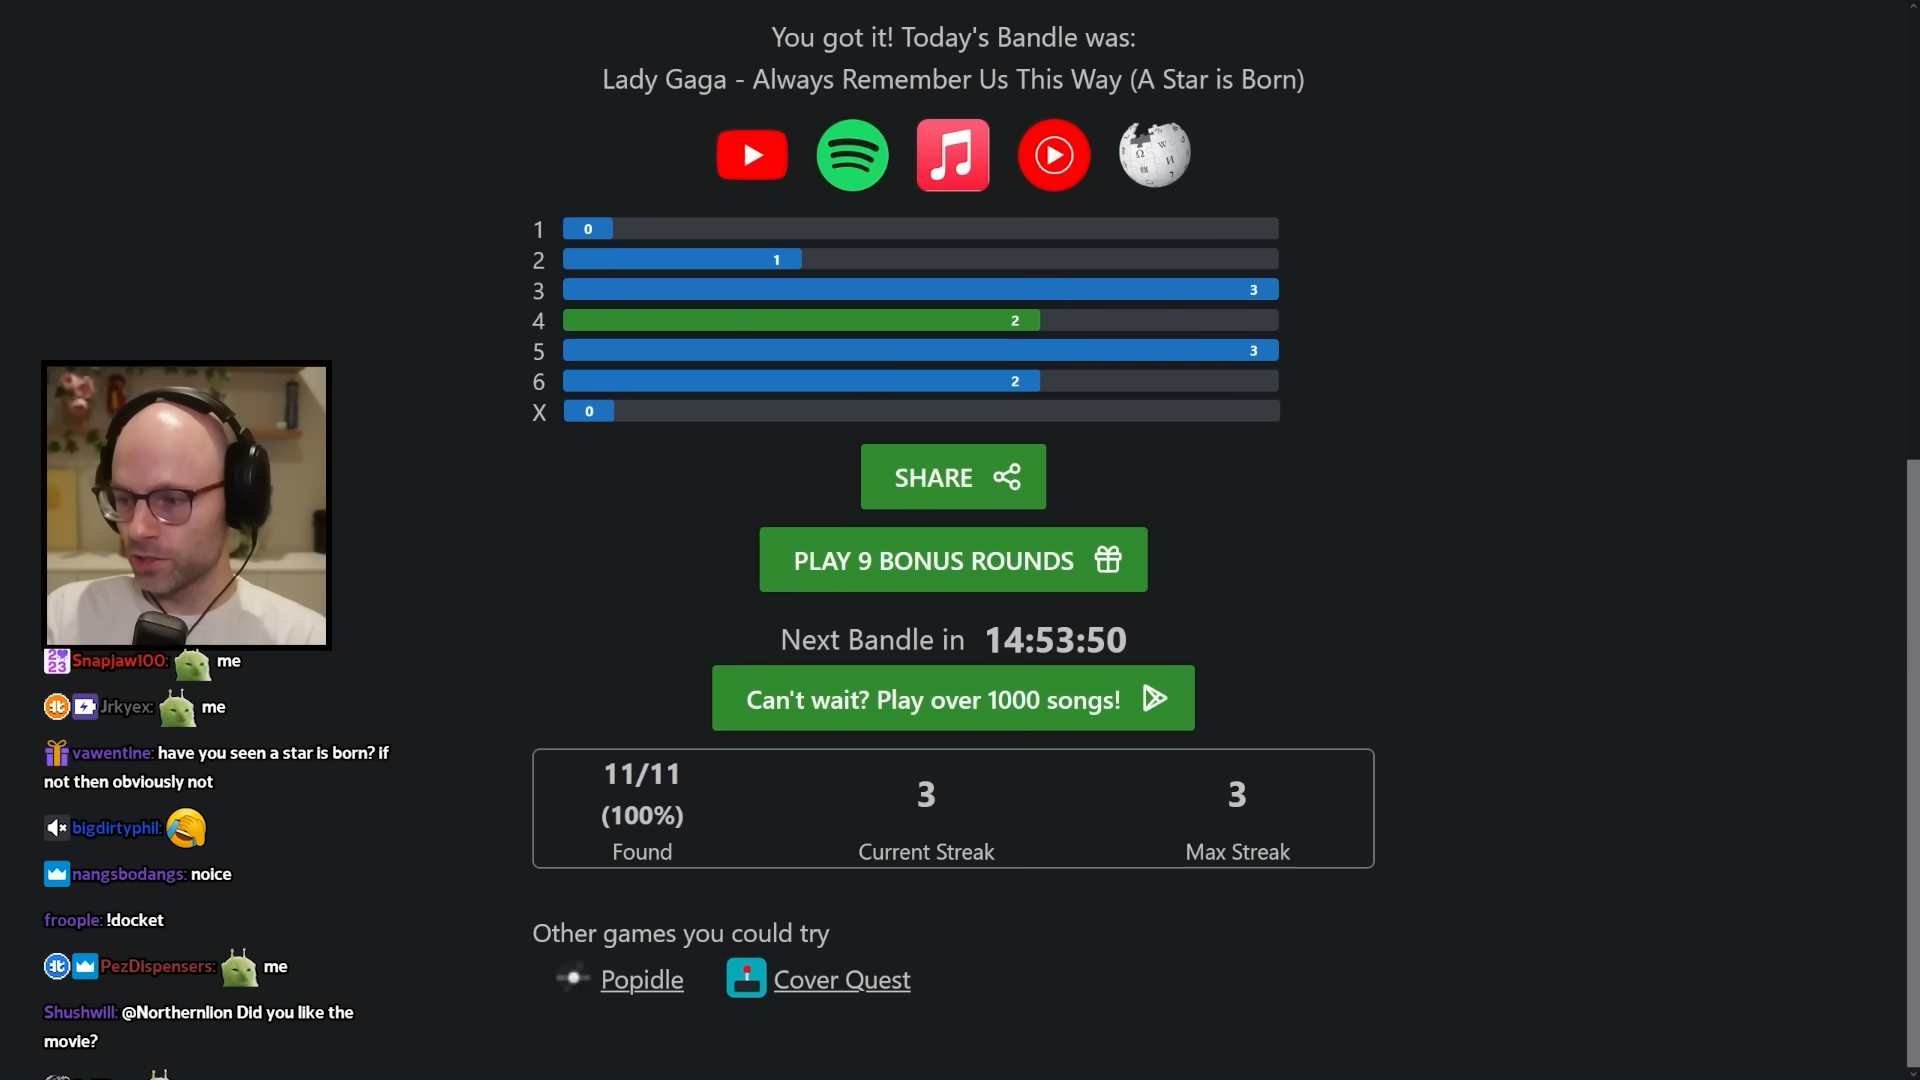 You got it! Today's Bandle was:
Lady Gaga - Always Remember Us This Way (A Star is Born)
1 0
2 1
3 3
4 2
5 3
6 2
X 0
SHARE
PLAY 9 BONUS ROUNDS
Next Bandle in 14:53:50
Can't wait? Play over 1000 songs!
11/11
(100%)
Found
3
Current Streak
3
Max Streak
Other games you could try
Popidle
Cover Quest
Snapjaw100: me
Jrkyex: me
vawentine: have you seen a star is born? if
not then obviously not
bigdirtyphil:
nangsbodangs: noice
froople: !docket
PezDIspensers: me
Shushwill: @Northernlion Did you like the
movie?